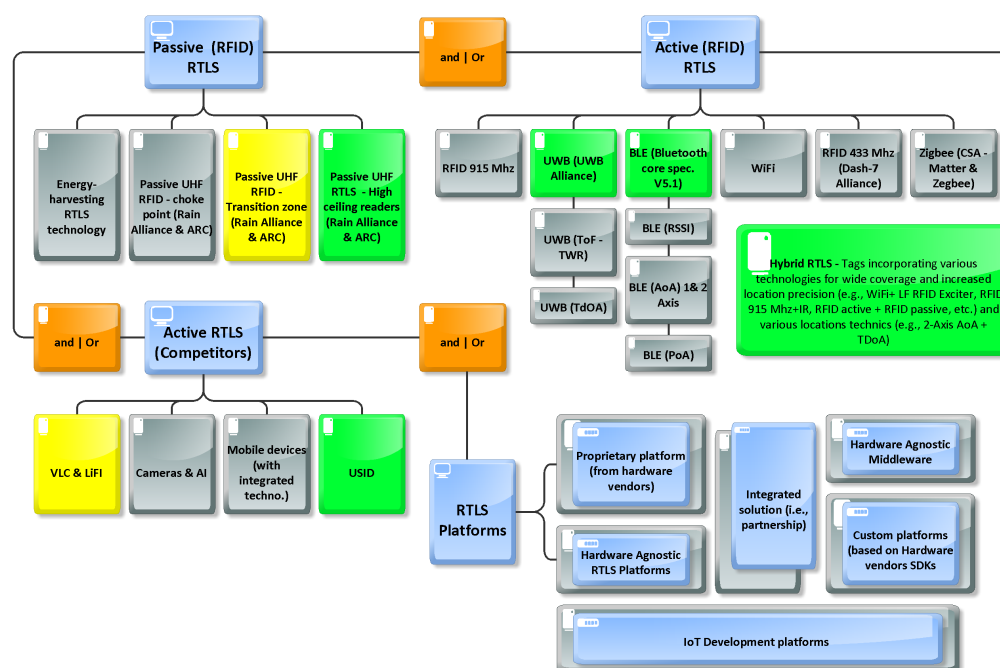 Passive (RFID)
RTLS
and | Or
Active (RFID)
RTLS
Energy-
harvesting
RTLS
technology
Passive UHF
RFID - choke
point (Rain
Alliance & ARC)
Passive UHF
RFID -
Transition zone
(Rain Alliance
& ARC)
Passive UHF
RTLS - High
ceiling readers
(Rain Alliance
& ARC)
RFID 915 Mhz
UWB (UWB
Alliance)
BLE (Bluetooth
core spec.
V5.1)
WiFi
RFID 433 Mhz
(Dash-7
Alliance)
Zigbee (CSA -
Matter &
Zegbee)
UWB (ToF -
TWR)
UWB (TdOA)
BLE (RSSI)
BLE (AoA) 1& 2
Axis
BLE (PoA)
Hybrid RTLS - Tags incorporating various
technologies for wide coverage and increased
location precision (e.g., WiFi+ LF RFID Exciter, RFID
915 Mhz+IR, RFID active + RFID passive, etc.) and
various locations technics (e.g., 2-Axis AoA +
TDoA)
and | Or
Active RTLS
(Competitors)
and | Or
VLC & LiFI
Cameras & AI
Mobile devices
(with
integrated
techno.)
USID
RTLS
Platforms
Proprietary platform
(from hardware
vendors)
Hardware Agnostic
RTLS Platforms
Integrated
solution (i.e.,
partnership)
Hardware Agnostic
Middleware
Custom platforms
(based on Hardware
vendors SDKs
IoT Development platforms